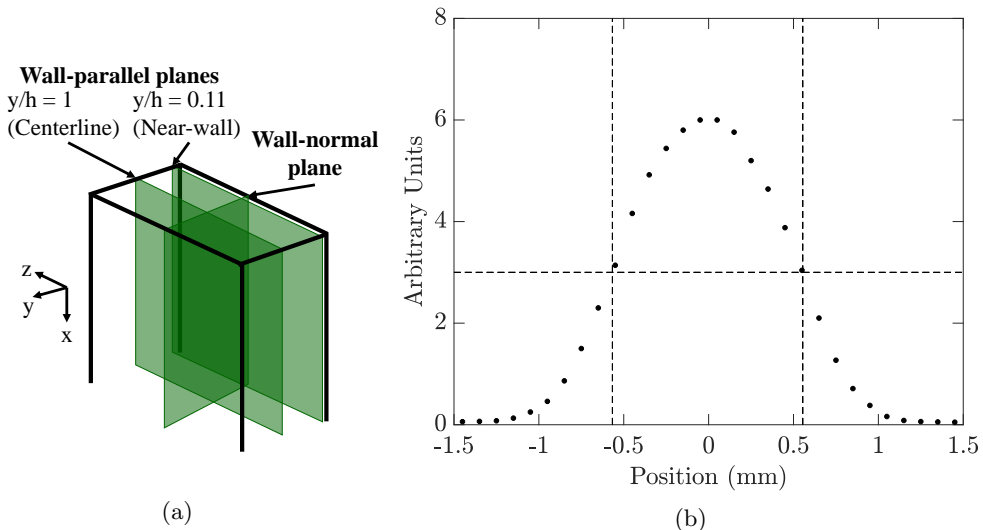 Wall-parallel planes
y/h = 1
(Centerline)
y/h = 0.11
(Near-wall)
Wall-normal
plane
z
y
x
(a)
8
6
4
2
0
Arbitrary Units
-1.5
-1
-0.5
0
0.5
1
1.5
Position (mm)
(b)